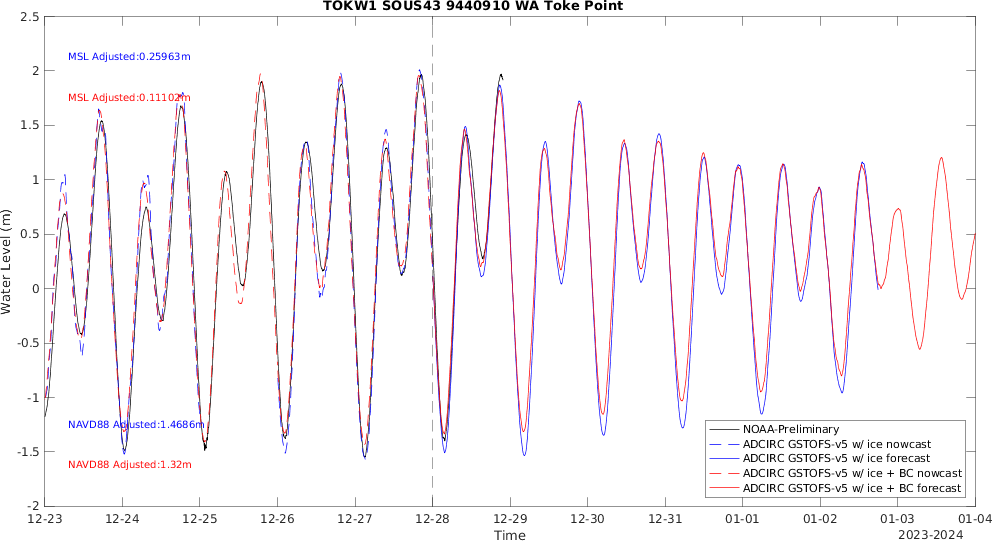 TOKW1 SOUS43 9440910 WA Toke Point
2.5
2
1.5
1
0.5
0
-0.5
-1
-1.5
-2
Water Level (m)
MSL Adjusted:0.25963m
MSL Adjusted:0.11102m
NAVD88 Adjusted:1.4686m
NAVD88 Adjusted:1.32m
NOAA-Preliminary
ADCIRC GSTOFS-v5 w/ ice nowcast
ADCIRC GSTOFS-v5 w/ ice forecast
ADCIRC GSTOFS-v5 w/ ice + BC nowcast
ADCIRC GSTOFS-v5 w/ ice + BC forecast
12-23 12-24 12-25 12-26 12-27 12-28 12-29 12-30 12-31 01-01 01-02 01-03 01-04
Time
2023-2024